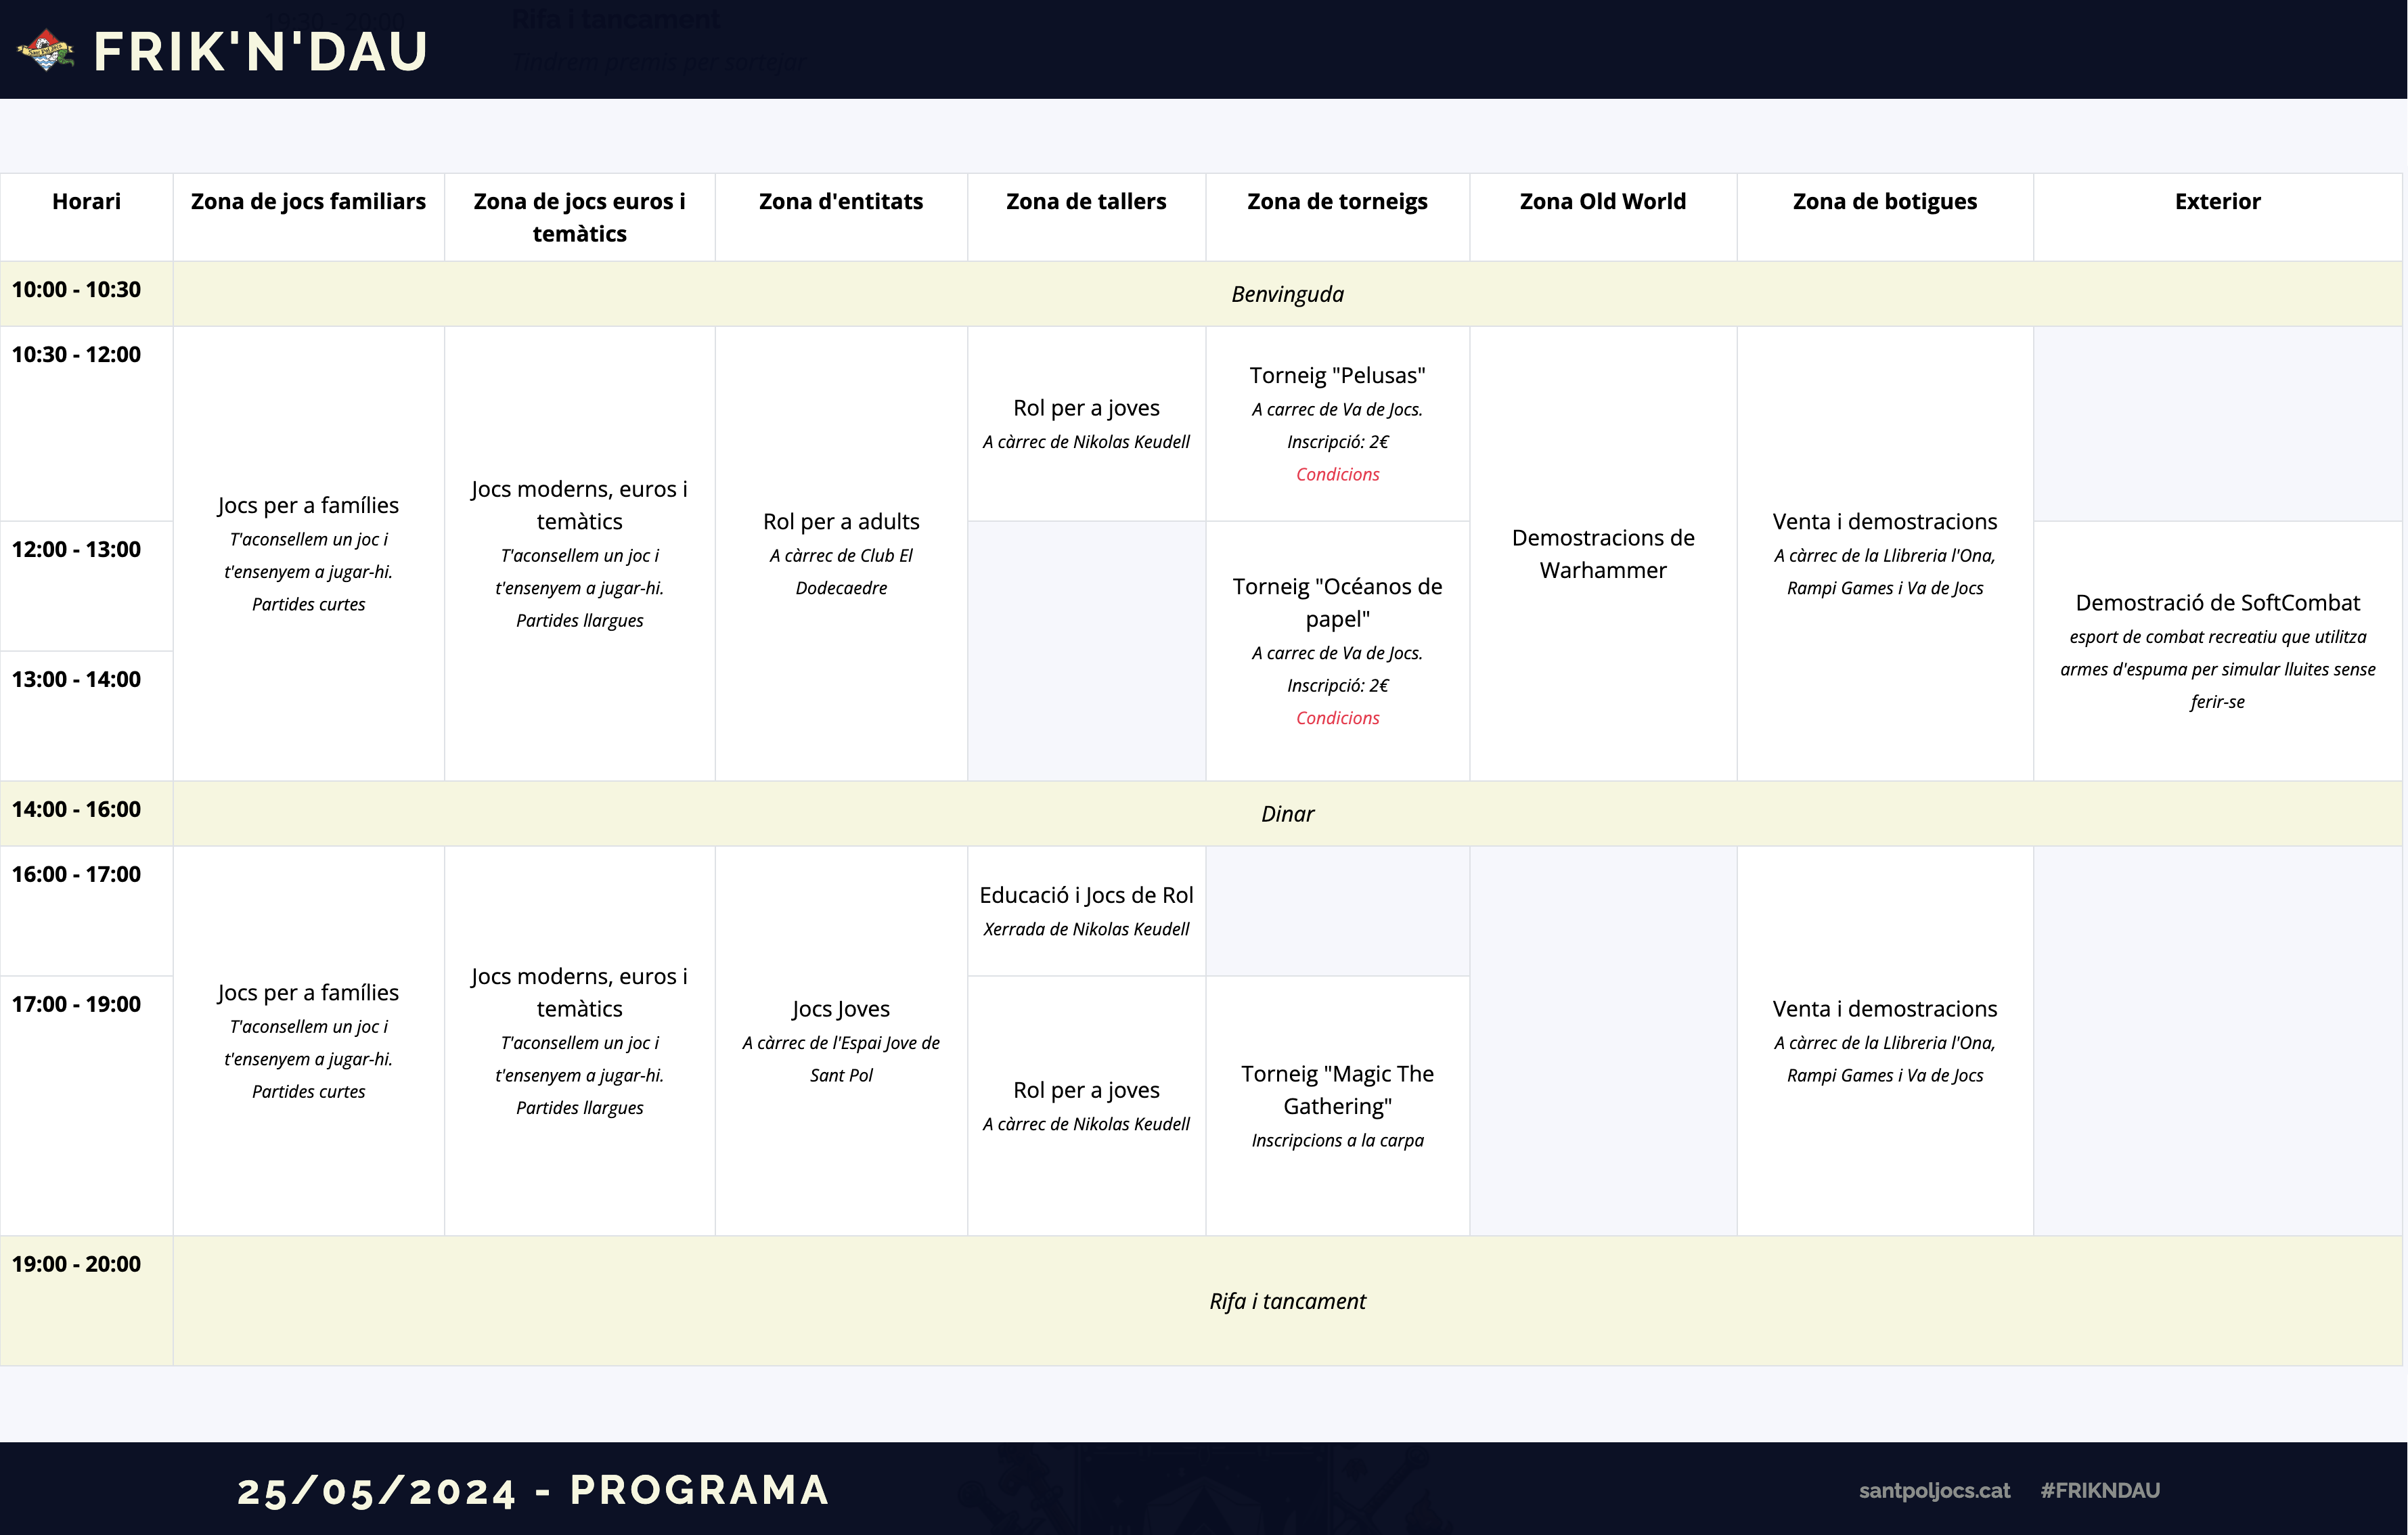 19:30 - 20:00
Rifa i tancament
Tindrem premis per sortejar
FRIK'N'DAU
Horari
Zona de jocs familiars
Zona de jocs euros i
temàtics
Zona d'entitats
Zona de tallers
Zona de torneigs
Zona Old World
Zona de botigues
Exterior
10:00 - 10:30
Benvinguda
10:30 - 12:00
Jocs per a famílies
T'aconsellem un joc i
t'ensenyem a jugar-hi.
Partides curtes
Jocs moderns, euros i
temàtics
T'aconsellem un joc i
t'ensenyem a jugar-hi.
Partides llargues
Rol per a adults
A càrrec de Club El
Dodecaedre
Rol per a joves
A càrrec de Nikolas Keudell
Torneig "Pelusas"
A carrec de Va de Jocs.
Inscripció: 2€
Condicions
Demostracions de
Warhammer
Venta i demostracions
A càrrec de la Llibreria l'Ona,
Rampi Games i Va de Jocs
12:00 - 13:00
Torneig "Océanos de
papel"
A carrec de Va de Jocs.
Inscripció: 2€
Condicions
Demostració de SoftCombat
esport de combat recreatiu que utilitza
armes d'espuma per simular lluites sense
ferir-se
13:00 - 14:00
14:00 - 16:00
Dinar
16:00 - 17:00
Jocs per a famílies
T'aconsellem un joc i
t'ensenyem a jugar-hi.
Partides curtes
Jocs moderns, euros i
temàtics
T'aconsellem un joc i
t'ensenyem a jugar-hi.
Partides llargues
Jocs Joves
A càrrec de l'Espai Jove de
Sant Pol
Educació i Jocs de Rol
Xerrada de Nikolas Keudell
Venta i demostracions
A càrrec de la Llibreria l'Ona,
Rampi Games i Va de Jocs
17:00 - 19:00
Rol per a joves
A càrrec de Nikolas Keudell
Torneig "Magic The
Gathering"
Inscripcions a la carpa
19:00 - 20:00
Rifa i tancament
25/05/2024 - PROGRAMA
santpoljocs.cat
#FRIKNDAU